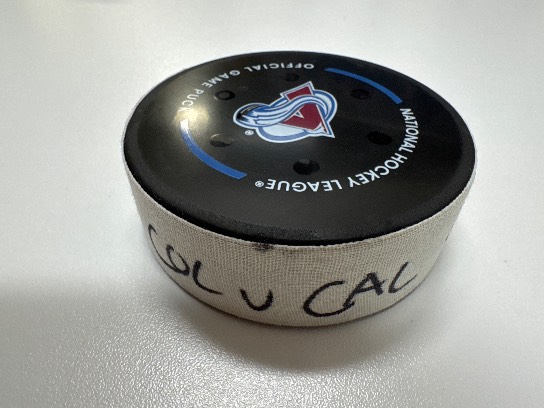 OFFICIAL GAME PUCK
NATIONAL HOCKEY LEAGUE®
®
COL V CAL